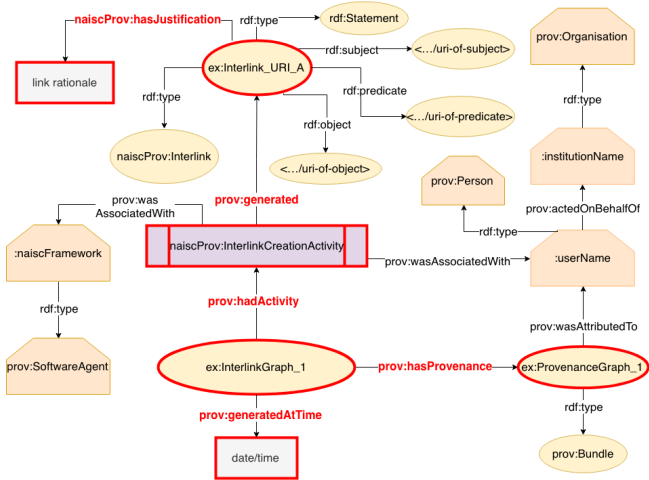 naiscProv:hasJustification
rdf:type
rdf:Statement
prov:Organisation
rdf:subject
<.../uri-of-subject>
ex:Interlink_URI_A
link rationale
rdf:type
rdf:predicate
rdf:type
rdf:object
<.../uri-of-predicate>
naiscProv:Interlink
<.../uri-of-object>
:institutionName
prov:Person
prov:generated
prov:was
AssociatedWith
prov:actedOnBehalfOf
rdf:type
:naiscFramework
naiscProv:InterlinkCreationActivity
prov:wasAssociatedWith
:userName
rdf:type
prov:hadActivity
prov:wasAttributedTo
prov:SoftwareAgent
ex:InterlinkGraph_1
prov:hasProvenance
ex:ProvenanceGraph_1
prov:generatedAtTime
rdf:type
date/time
prov:Bundle